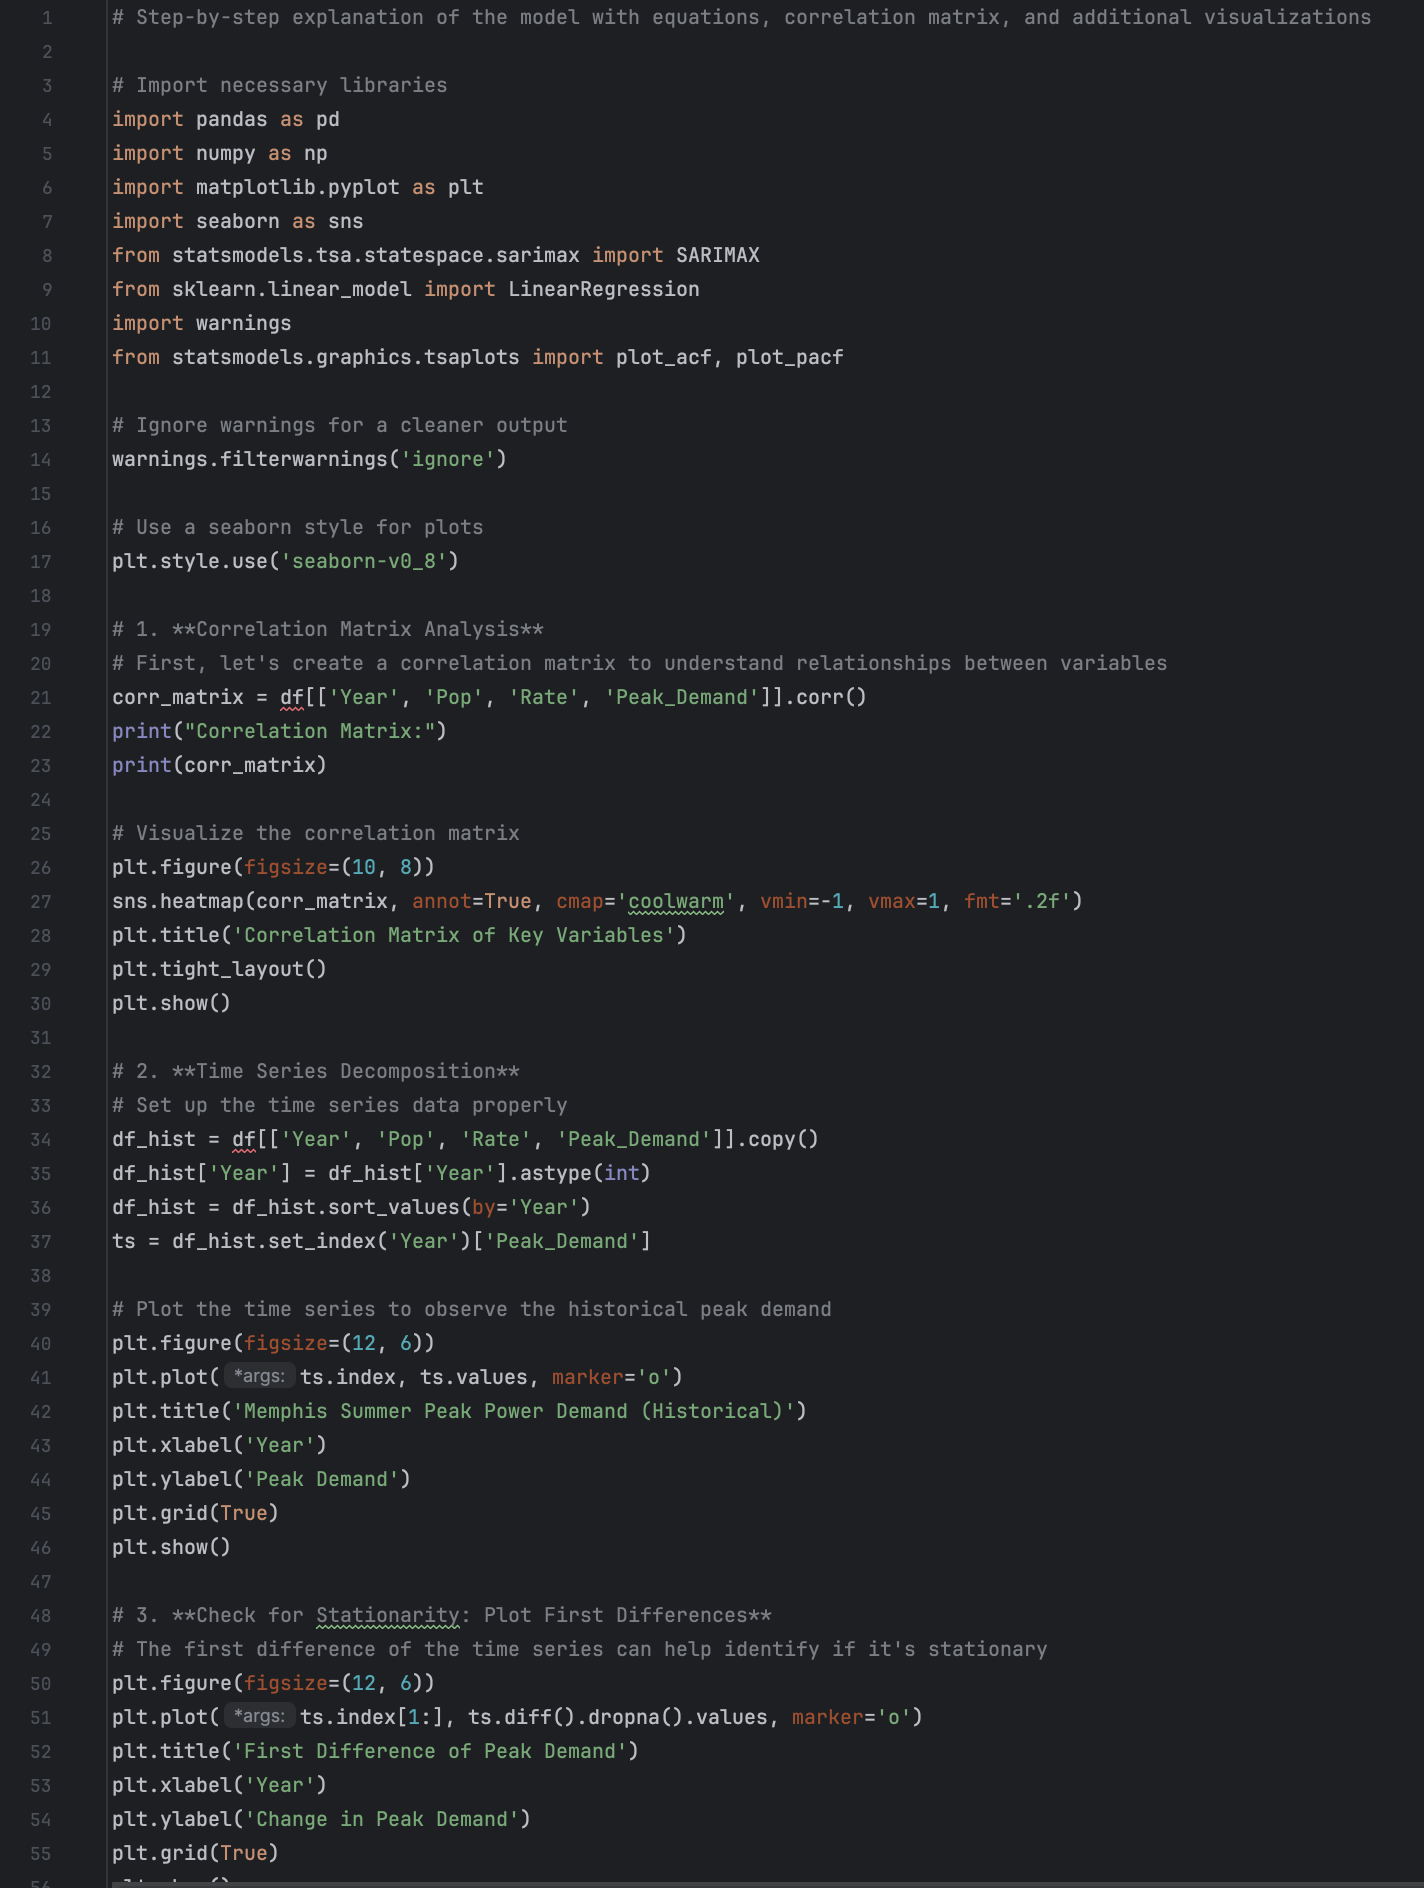 1 # Step-by-step explanation of the model with equations, correlation matrix, and additional visualizations
2
3 # Import necessary libraries
4 import pandas as pd
5 import numpy as np
6 import matplotlib.pyplot as plt
7 import seaborn as sns
8 from statsmodels.tsa.statespace.sarimax import SARIMAX
9 from sklearn.linear_model import LinearRegression
10 import warnings
11 from statsmodels.graphics.tsaplots import plot_acf, plot_pacf
12
13 # Ignore warnings for a cleaner output
14 warnings.filterwarnings('ignore')
15
16 # Use a seaborn style for plots
17 plt.style.use('seaborn-v0_8')
18
19 # 1. **Correlation Matrix Analysis**
20 # First, let's create a correlation matrix to understand relationships between variables
21 corr_matrix = df[['Year', 'Pop', 'Rate', 'Peak_Demand']].corr()
22 print("Correlation Matrix:")
23 print(corr_matrix)
24
25 # Visualize the correlation matrix
26 plt.figure(figsize=(10, 8))
27 sns.heatmap(corr_matrix, annot=True, cmap='coolwarm', vmin=-1, vmax=1, fmt='.2f')
28 plt.title('Correlation Matrix of Key Variables')
29 plt.tight_layout()
30 plt.show()
31
32 # 2. **Time Series Decomposition**
33 # Set up the time series data properly
34 df_hist = df[['Year', 'Pop', 'Rate', 'Peak_Demand']].copy()
35 df_hist['Year'] = df_hist['Year'].astype(int)
36 df_hist = df_hist.sort_values(by='Year')
37 ts = df_hist.set_index('Year')['Peak_Demand']
38
39 # Plot the time series to observe the historical peak demand
40 plt.figure(figsize=(12, 6))
41 plt.plot( *args: ts.index, ts.values, marker='o')
42 plt.title('Memphis Summer Peak Power Demand (Historical)')
43 plt.xlabel('Year')
44 plt.ylabel('Peak Demand')
45 plt.grid(True)
46 plt.show()
47
48 # 3. **Check for Stationarity: Plot First Differences**
49 # The first difference of the time series can help identify if it's stationary
50 plt.figure(figsize=(12, 6))
51 plt.plot( *args: ts.index[1:], ts.diff().dropna().values, marker='o')
52 plt.title('First Difference of Peak Demand')
53 plt.xlabel('Year')
54 plt.ylabel('Change in Peak Demand')
55 plt.grid(True)